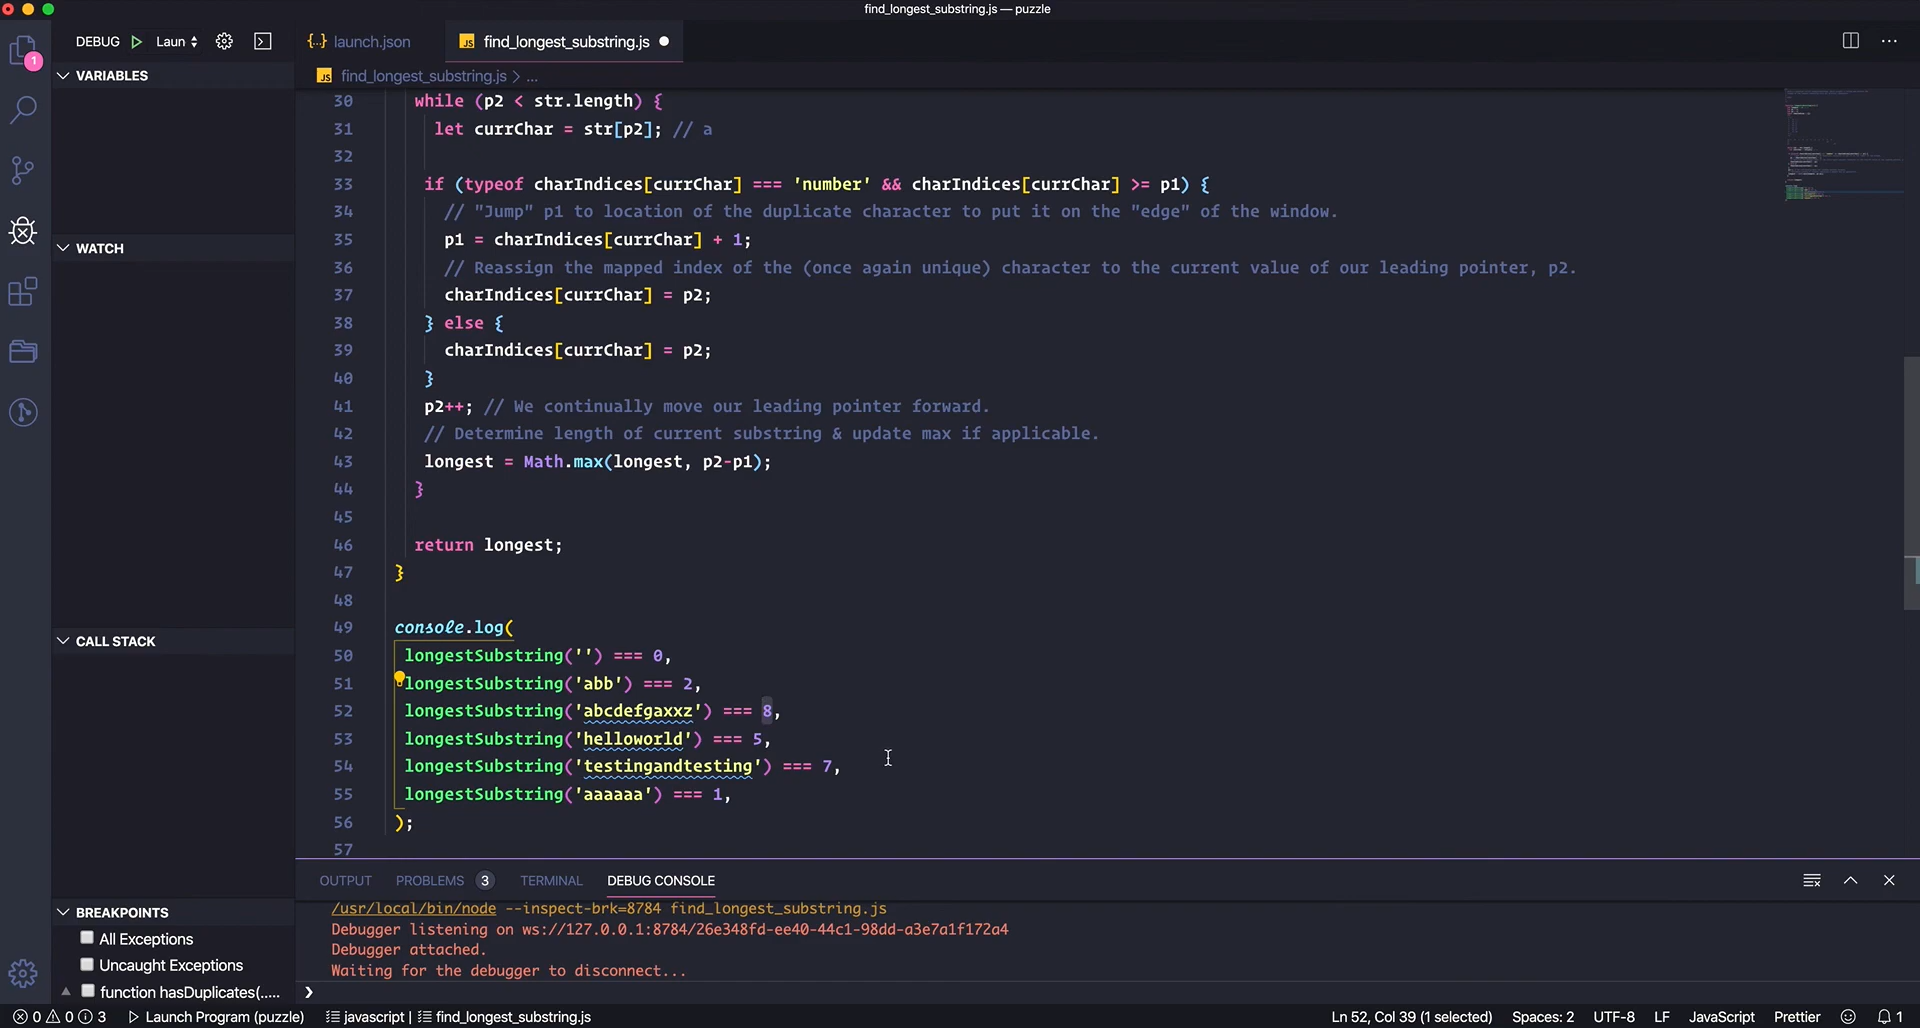 find_longest_substring.js — puzzle
DEBUG Laun
launch.json
find_longest_substring.js
VARIABLES
find_longest_substring.js > ...
1
30 while (p2 < str.length) {
31 let currChar = str[p2]; // a
32
33 if (typeof charIndices[currChar] === 'number' && charIndices[currChar] >= p1) {
34 // "Jump" p1 to location of the duplicate character to put it on the "edge" of the window.
35 p1 = charIndices[currChar] + 1;
36 // Reassign the mapped index of the (once again unique) character to the current value of our leading pointer, p2.
37 charIndices[currChar] = p2;
38 } else {
39 charIndices[currChar] = p2;
40 }
41 p2++; // We continually move our leading pointer forward.
42 // Determine length of current substring & update max if applicable.
43 longest = Math.max(longest, p2-p1);
44 }
45
46 return longest;
47 }
48
49 console.log(
50 longestSubstring('') === 0,
51 longestSubstring('abb') === 2,
52 longestSubstring('abcdefgaxxz') === 8,
53 longestSubstring('helloworld') === 5,
54 longestSubstring('testingandtesting') === 7,
55 longestSubstring('aaaaaa') === 1,
56 );
57
WATCH
CALL STACK
BREAKPOINTS
All Exceptions
Uncaught Exceptions
function hasDuplicates(.....
OUTPUT PROBLEMS 3 TERMINAL DEBUG CONSOLE
/usr/local/bin/node --inspect-brk=8784 find_longest_substring.js
Debugger listening on ws://127.0.0.1:8784/26e348fd-ee40-44c1-98dd-a3e7a1f172a4
Debugger attached.
Waiting for the debugger to disconnect...
0 0 3 Launch Program (puzzle) javascript | find_longest_substring.js Ln 52, Col 39 (1 selected) Spaces: 2 UTF-8 LF JavaScript Prettier 1